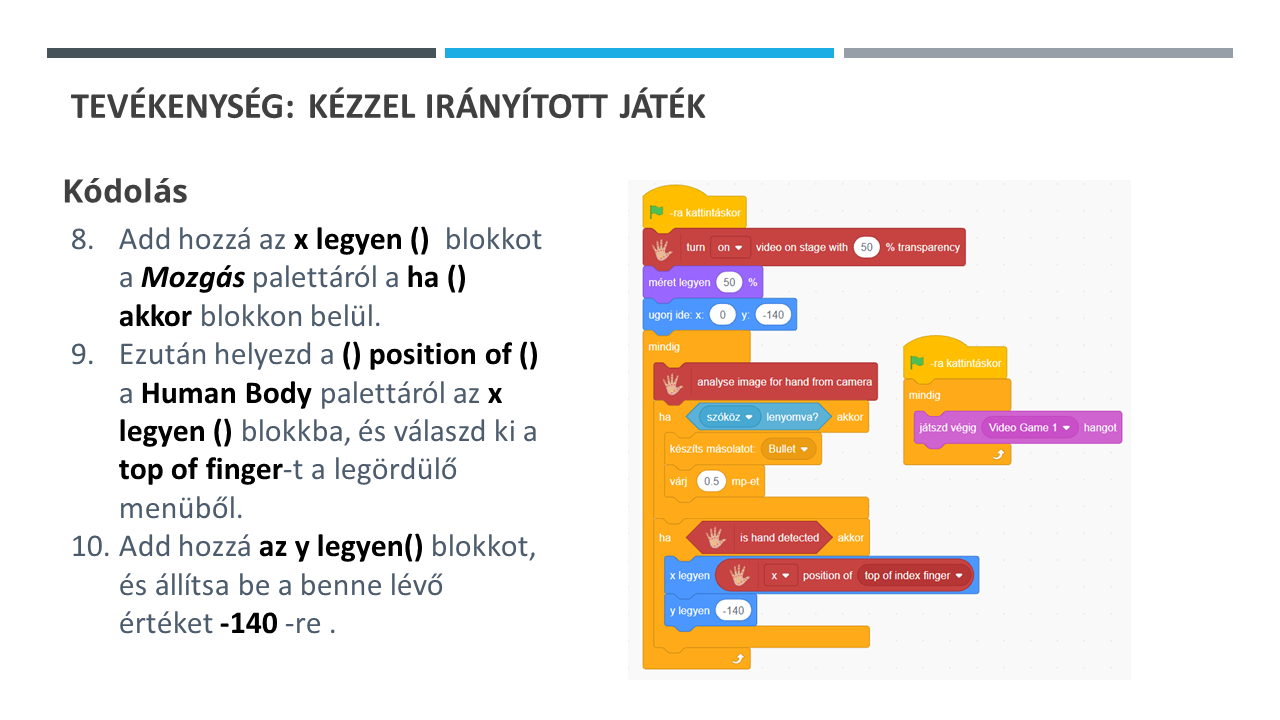 TEVÉKENYSÉG: KÉZZEL IRÁNYÍTOTT JÁTÉK
Kódolás
8. Add hozzá az x legyen () blokkot
a Mozgás palettáról a ha ()
akkor blokkon belül.
9. Ezután helyezd a () position of ()
a Human Body palettáról az x
legyen () blokkba, és válaszd ki a
top of finger-t a legördülő
menüből.
10. Add hozzá az y legyen() blokkot,
és állítsa be a benne lévő
értéket -140 -re .
-ra kattintáskor
turn on video on stage with 50 % transparency
méret legyen 50 %
ugorj ide: x: 0 y: -140
mindig
analyse image for hand from camera
ha szóköz lenyomva? akkor
készíts másolatot: Bullet
várj 0.5 mp-et
ha is hand detected akkor
x legyen x position of top of index finger
y legyen -140
-ra kattintáskor
mindig
játszd végig Video Game 1 hangot